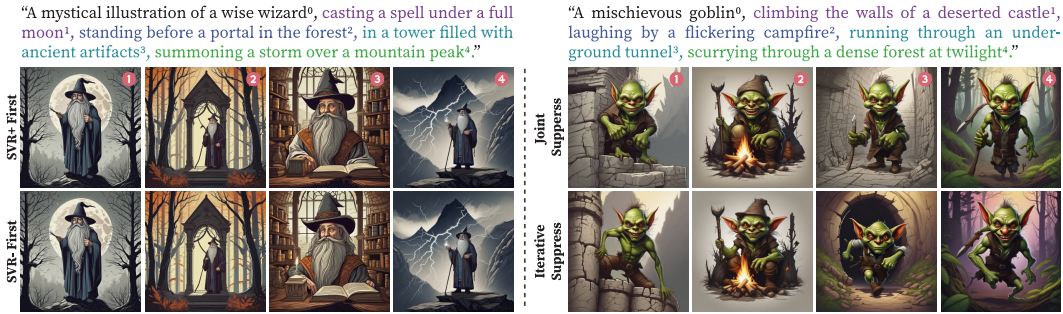 “A mystical illustration of a wise wizard⁰, casting a spell under a full
moon¹, standing before a portal in the forest², in a tower filled with
ancient artifacts³, summoning a storm over a mountain peak⁴.”
SVR+ First
1
2
3
4
SVR- First
“A mischievous goblin⁰, climbing the walls of a deserted castle¹,
laughing by a flickering campfire², running through an under-
ground tunnel³, scurrying through a dense forest at twilight⁴.”
Joint
Supperss
1
2
3
4
Iterative
Suppress